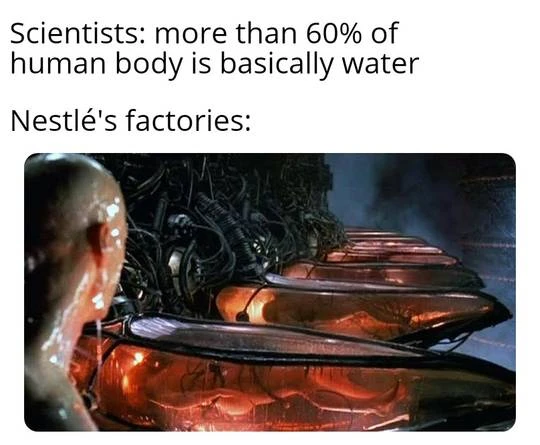 Scientists: more than 60% of
human body is basically water
Nestlé's factories: